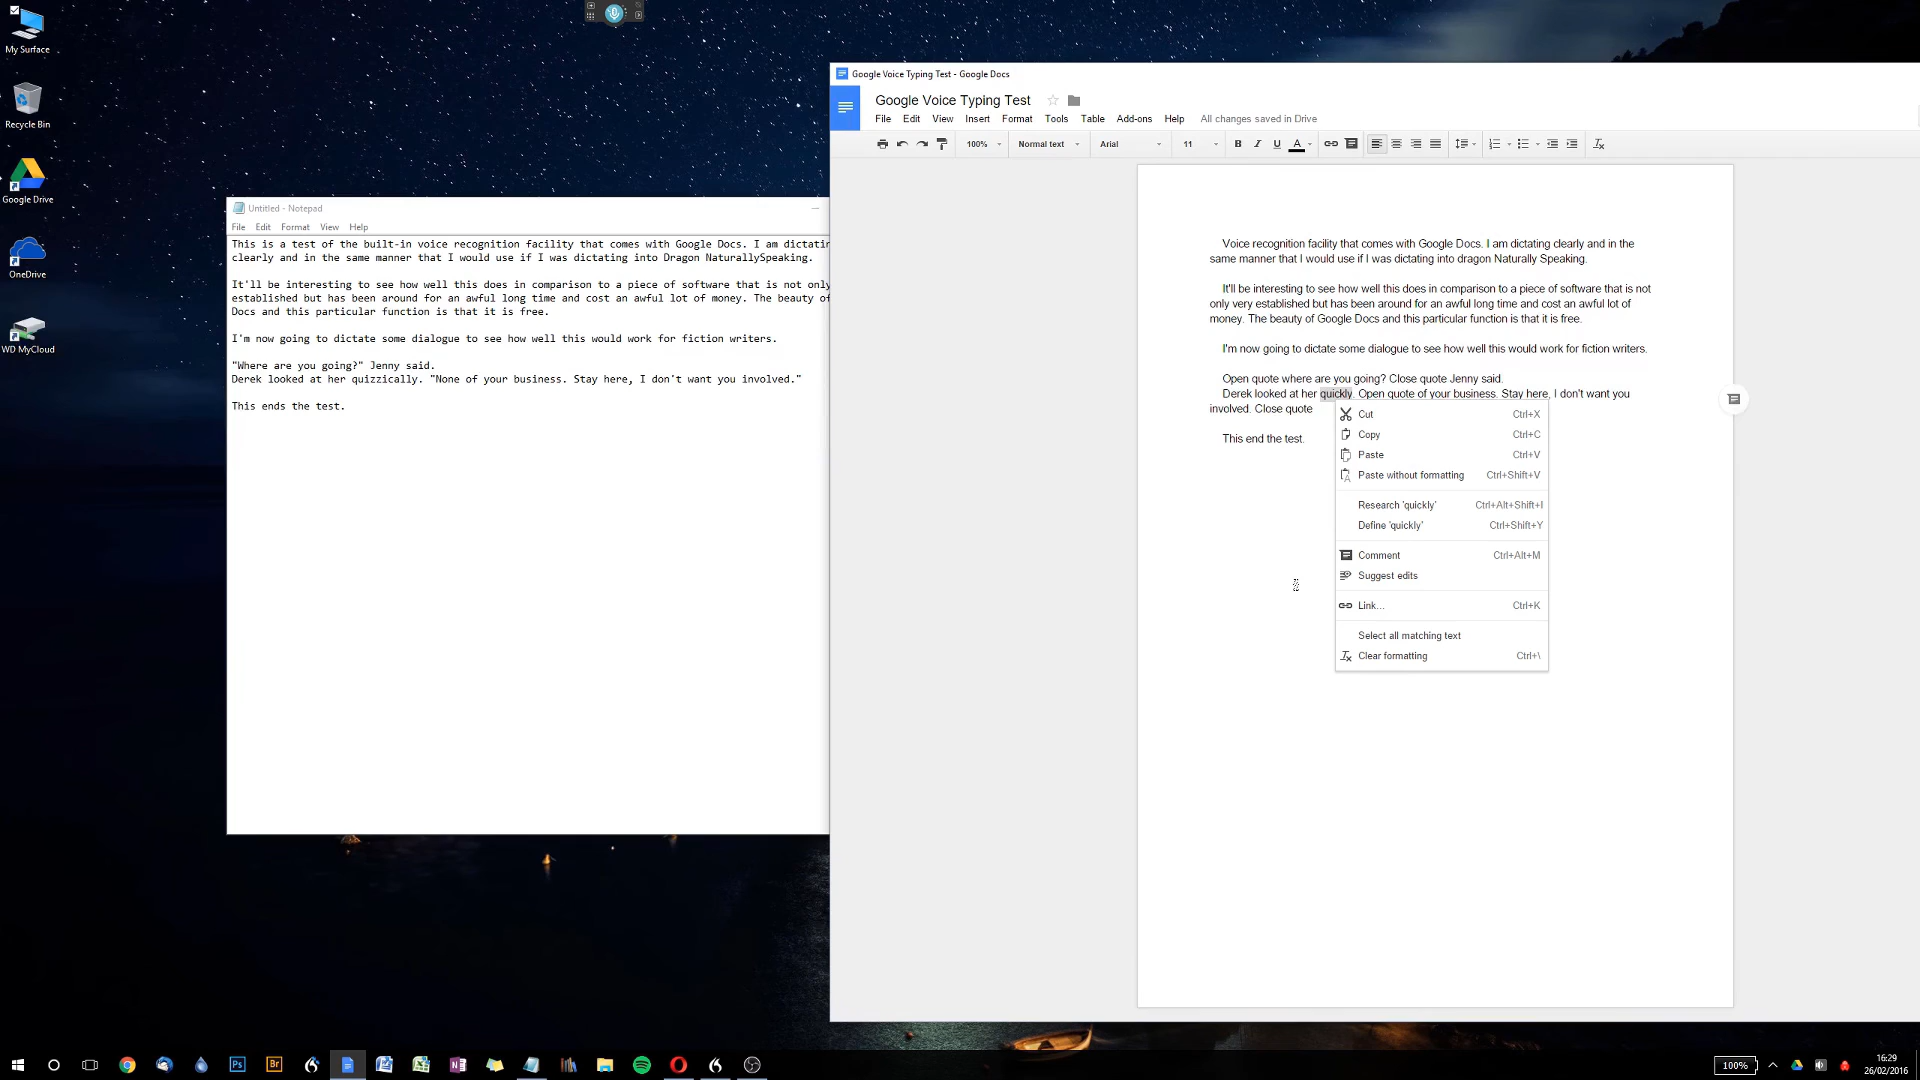 My Surface
Recycle Bin
Google Drive
OneDrive
WD MyCloud
Untitled - Notepad
File Edit Format View Help
This is a test of the built-in voice recognition facility that comes with Google Docs. I am dictatin
clearly and in the same manner that I would use if I was dictating into Dragon NaturallySpeaking.
It'll be interesting to see how well this does in comparison to a piece of software that is not only
established but has been around for an awful long time and cost an awful lot of money. The beauty of
Docs and this particular function is that it is free.
I'm now going to dictate some dialogue to see how well this would work for fiction writers.
"Where are you going?" Jenny said.
Derek looked at her quizzically. "None of your business. Stay here, I don't want you involved."
This ends the test.
Google Voice Typing Test - Google Docs
Google Voice Typing Test
File Edit View Insert Format Tools Table Add-ons Help All changes saved in Drive
100% Normal text Arial 11 B I U A
Voice recognition facility that comes with Google Docs. I am dictating clearly and in the
same manner that I would use if I was dictating into dragon Naturally Speaking.
It'll be interesting to see how well this does in comparison to a piece of software that is not
only very established but has been around for an awful long time and cost an awful lot of
money. The beauty of Google Docs and this particular function is that it is free.
I'm now going to dictate some dialogue to see how well this would work for fiction writers.
Open quote where are you going? Close quote Jenny said.
Derek looked at her quickly. Open quote of your business. Stay here, I don't want you
involved. Close quote
This end the test.
Cut Ctrl+X
Copy Ctrl+C
Paste Ctrl+V
Paste without formatting Ctrl+Shift+V
Research 'quickly' Ctrl+Alt+Shift+I
Define 'quickly' Ctrl+Shift+Y
Comment Ctrl+Alt+M
Suggest edits
Link... Ctrl+K
Select all matching text
Clear formatting Ctrl+\
Ps
Br
100%
16:29
26/02/2016